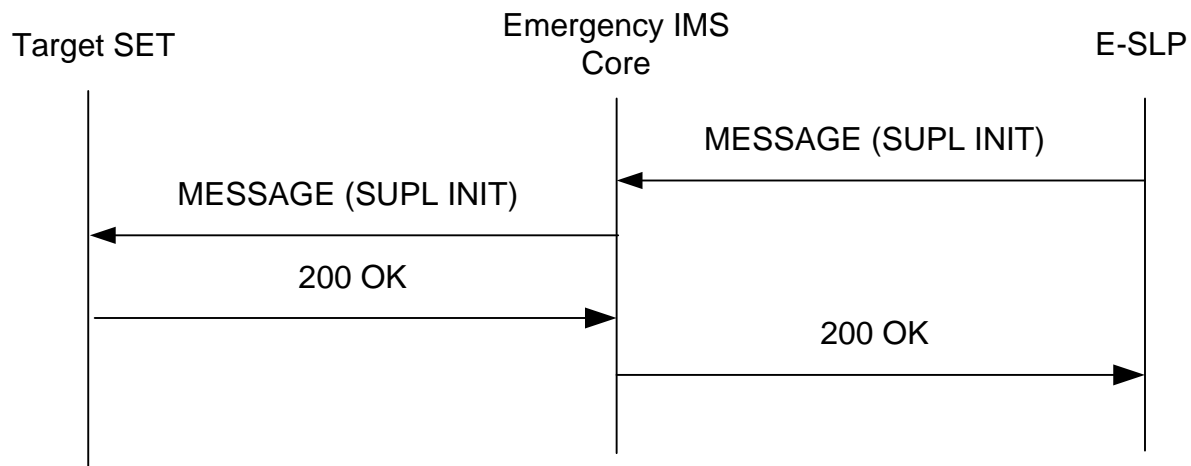 Target SET
Emergency IMS
Core
E-SLP
MESSAGE (SUPL INIT)
MESSAGE (SUPL INIT)
200 OK
200 OK